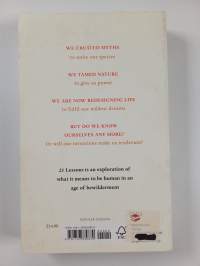 WE CREATED MYTHS
to unite our species
WE TAMED NATURE
to give us power
WE ARE NOW REDESIGNING LIFE
to fulfil our wildest dreams
BUT DO WE KNOW
OURSELVES ANY MORE?
Or will our inventions make us irrelevant?
21 Lessons is an exploration of
what it means to be human in an
age of bewilderment
FSC